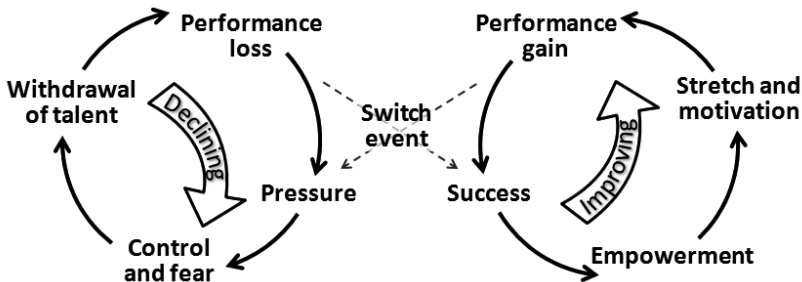 Performance
loss
Performance
gain
Withdrawal
of talent
Declining
Switch
event
Improving
Stretch and
motivation
Pressure
Success
Control
and fear
Empowerment